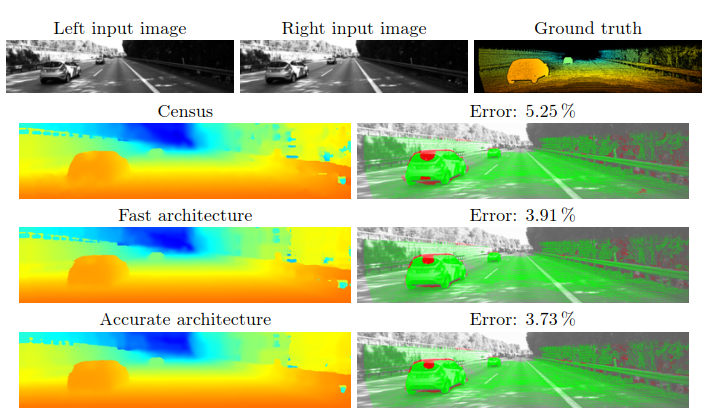 Left input image
Right input image
Ground truth
Census
Error: 5.25 %
Fast architecture
Error: 3.91 %
Accurate architecture
Error: 3.73 %